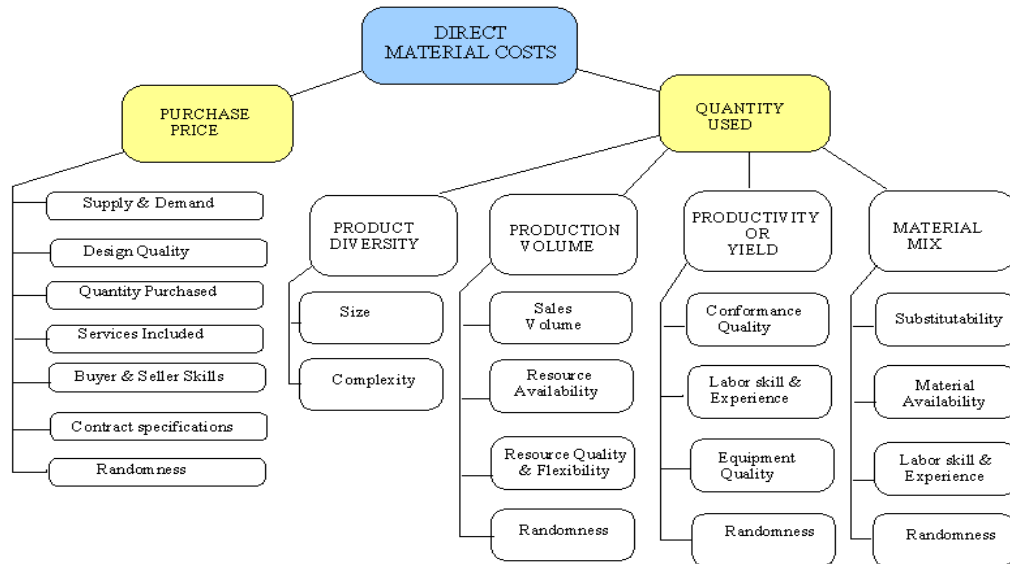 DIRECT
MATERIAL COSTS
PURCHASE
PRICE
QUANTITY
USED
Supply & Demand
Design Quality
Quantity Purchased
Services Included
Buyer & Seller Skills
Contract specifications
Randomness
PRODUCT
DIVERSITY
Size
Complexity
PRODUCTION
VOLUME
Sales
Volume
Resource
Availability
Resource Quality
& Flexibility
Randomness
PRODUCTIVITY
OR
YIELD
Conformance
Quality
Labor skill &
Experience
Equipment
Quality
Randomness
MATERIAL
MIX
Substitutability
Material
Availability
Labor skill &
Experience
Randomness